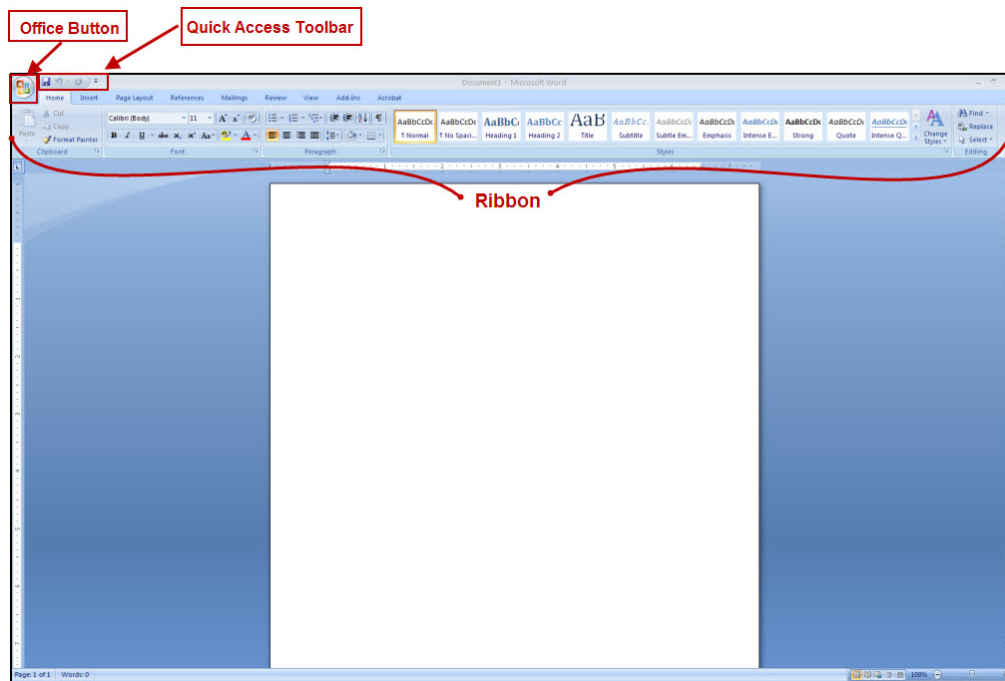 Office Button
Quick Access Toolbar
Document1 - Microsoft Word
Home Insert Page Layout References Mailings Review View Add-Ins Acrobat
Paste
Cut
Copy
Format Painter
Clipboard
Calibri (Body) 11
Font
Paragraph
AaBbCcDc AaBbCcDc AaBbC AaBbCc AaB AaBbCc. AaBbCcDc AaBbCcDc AaBbCcDc AaBbCcDc AaBbCcDc AaBbCcDc
¶ Normal ¶ No Spaci... Heading 1 Heading 2 Title Subtitle Subtle Em... Emphasis Intense E... Strong Quote Intense Q...
Change
Styles
Styles
Find
Replace
Select
Editing
Ribbon
Page: 1 of 1 Words: 0
100%